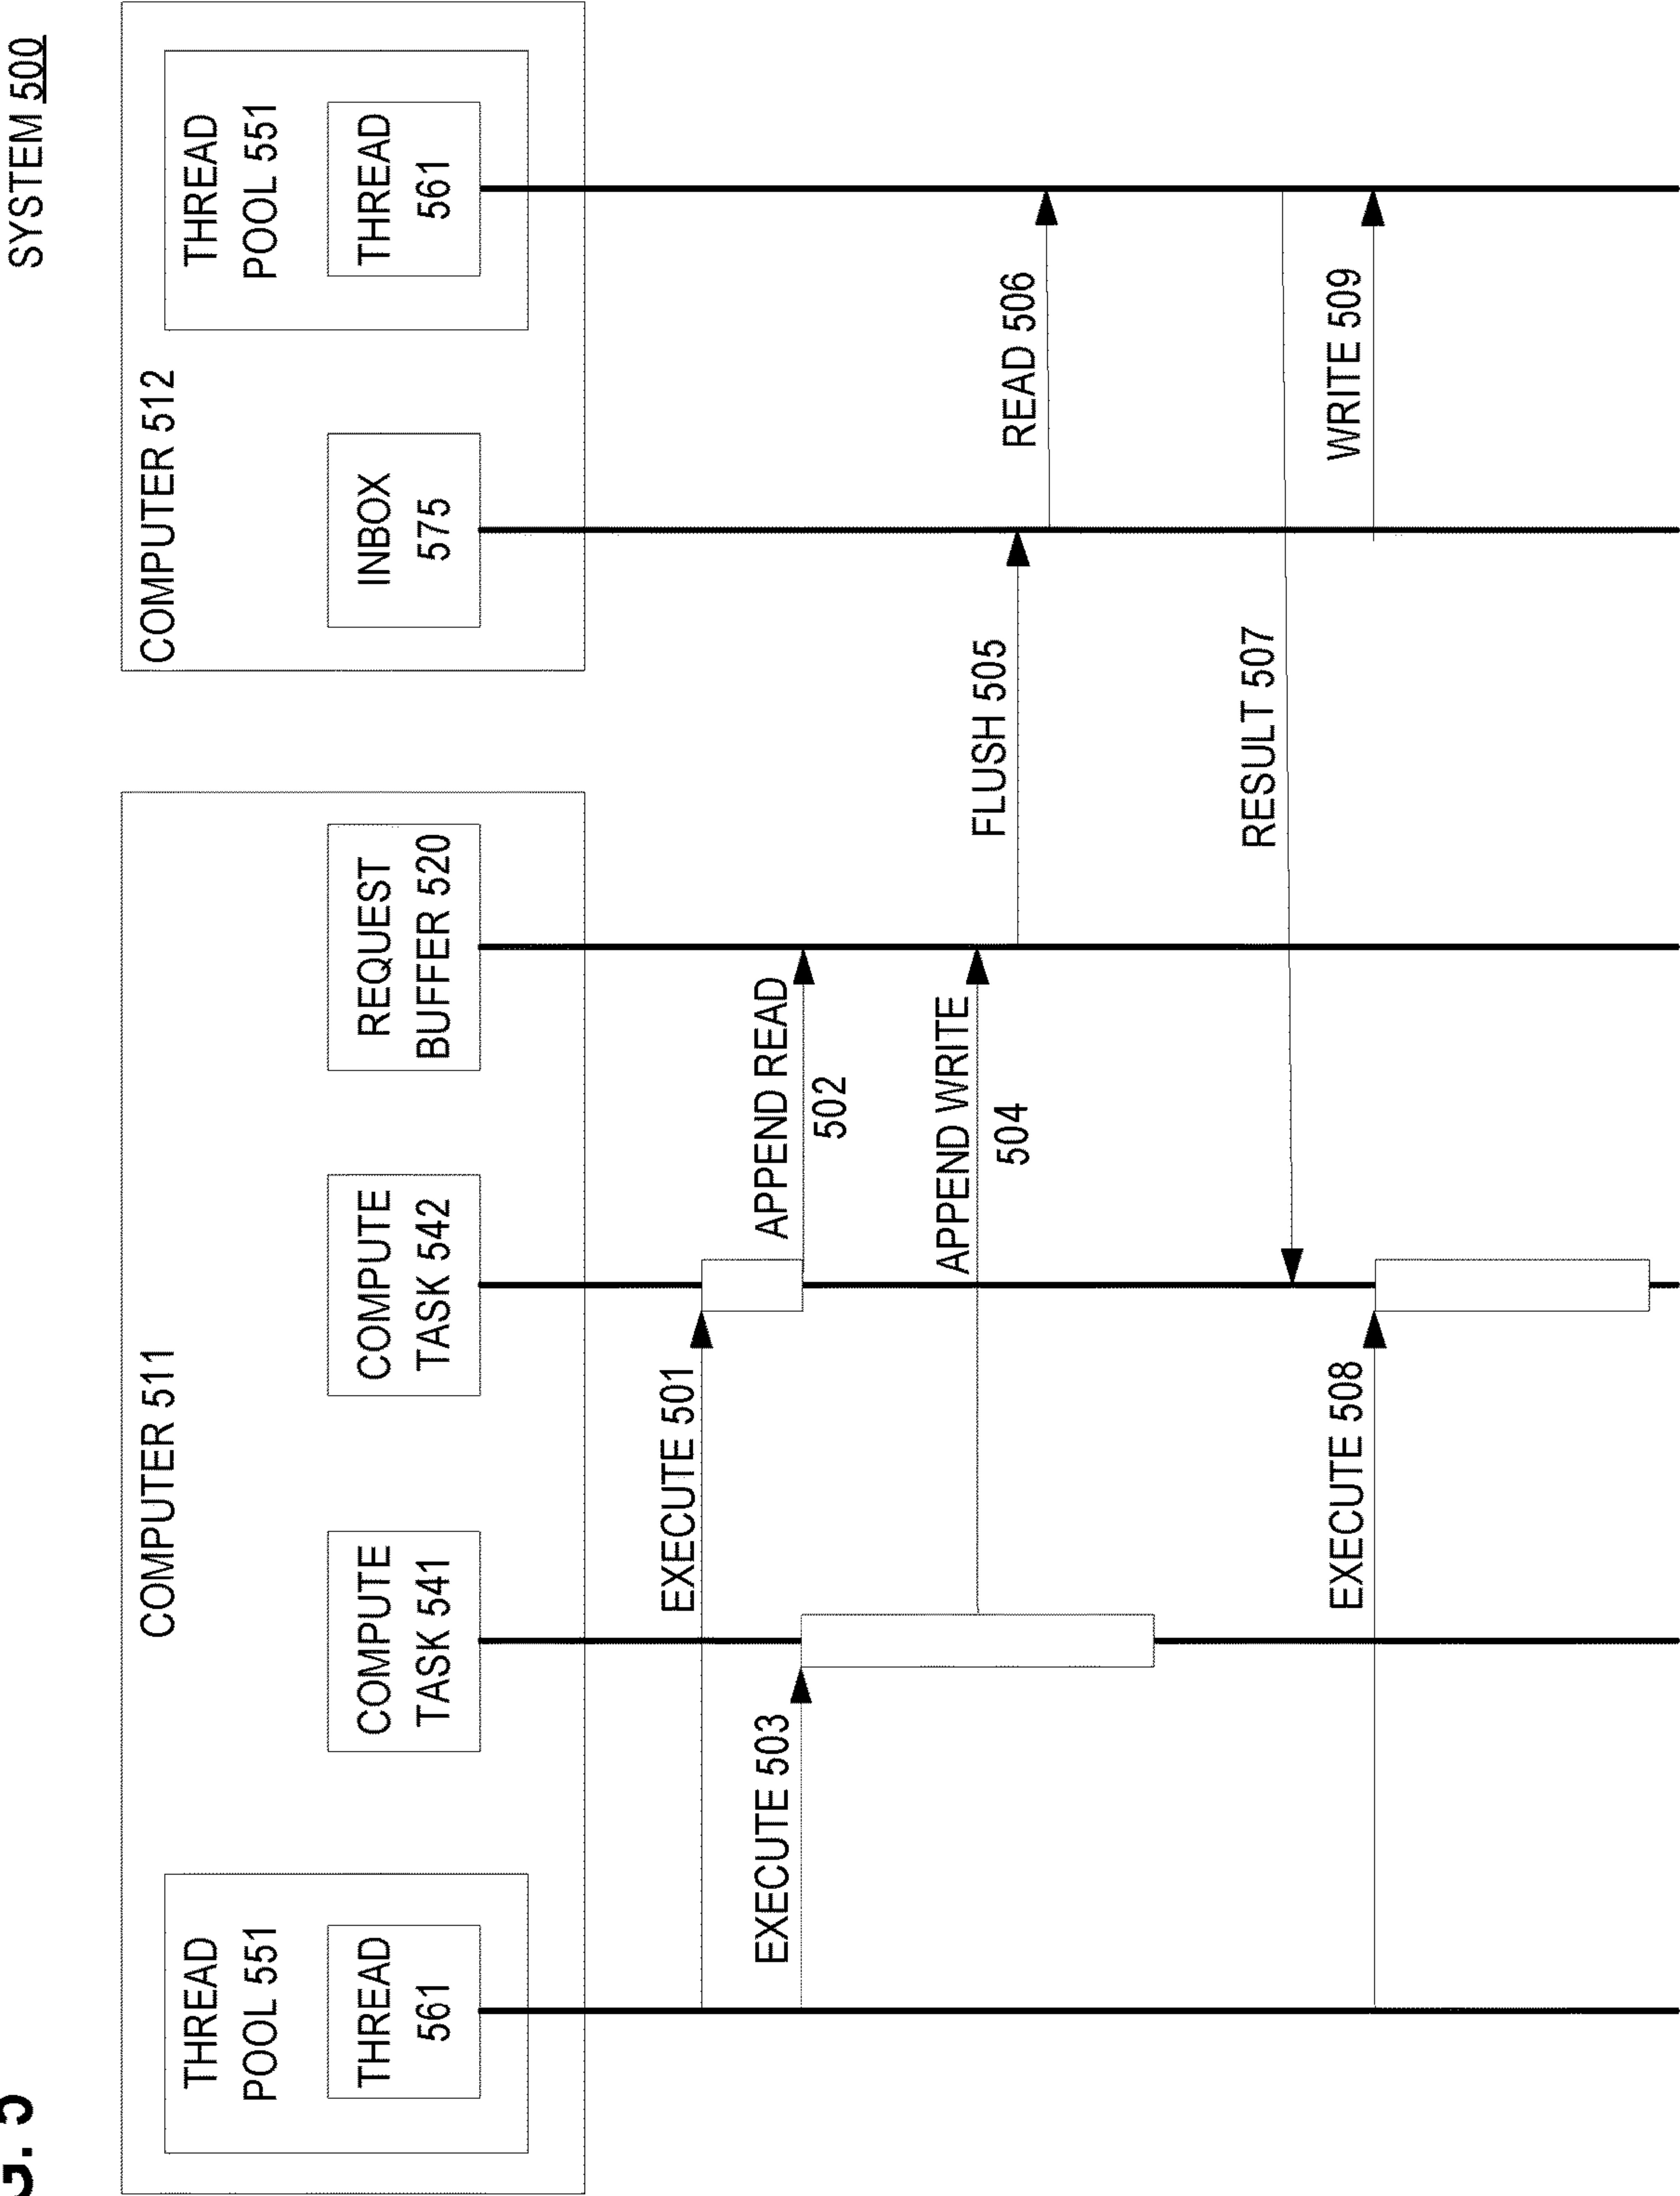 G. 5
SYSTEM 500
COMPUTER 511
COMPUTER 512
THREAD
POOL 551
THREAD
561
COMPUTE
TASK 541
COMPUTE
TASK 542
REQUEST
BUFFER 520
INBOX
575
THREAD
POOL 551
THREAD
561
EXECUTE 501
EXECUTE 503
APPEND READ
502
APPEND WRITE
504
FLUSH 505
READ 506
RESULT 507
EXECUTE 508
WRITE 509